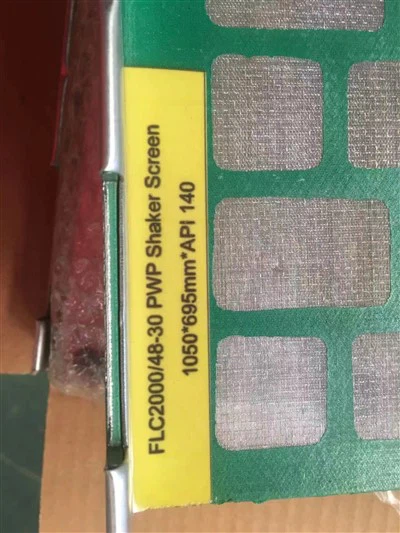 FLC2000/48-30 PWP Shaker Screen
1050*695mm*API 140